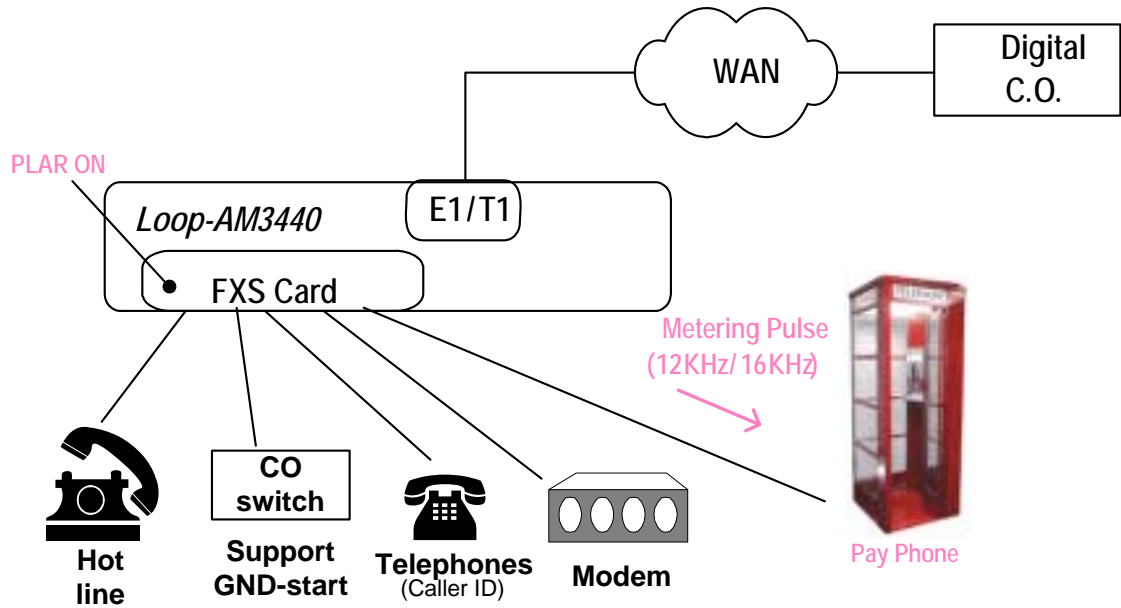 WAN
Digital
C.O.
PLAR ON
Loop-AM3440
E1/T1
FXS Card
Metering Pulse
(12KHz/16KHz)
TELEPHONE
CO
switch
Hot
line
Support
GND-start
Telephones
(Caller ID)
Modem
Pay Phone